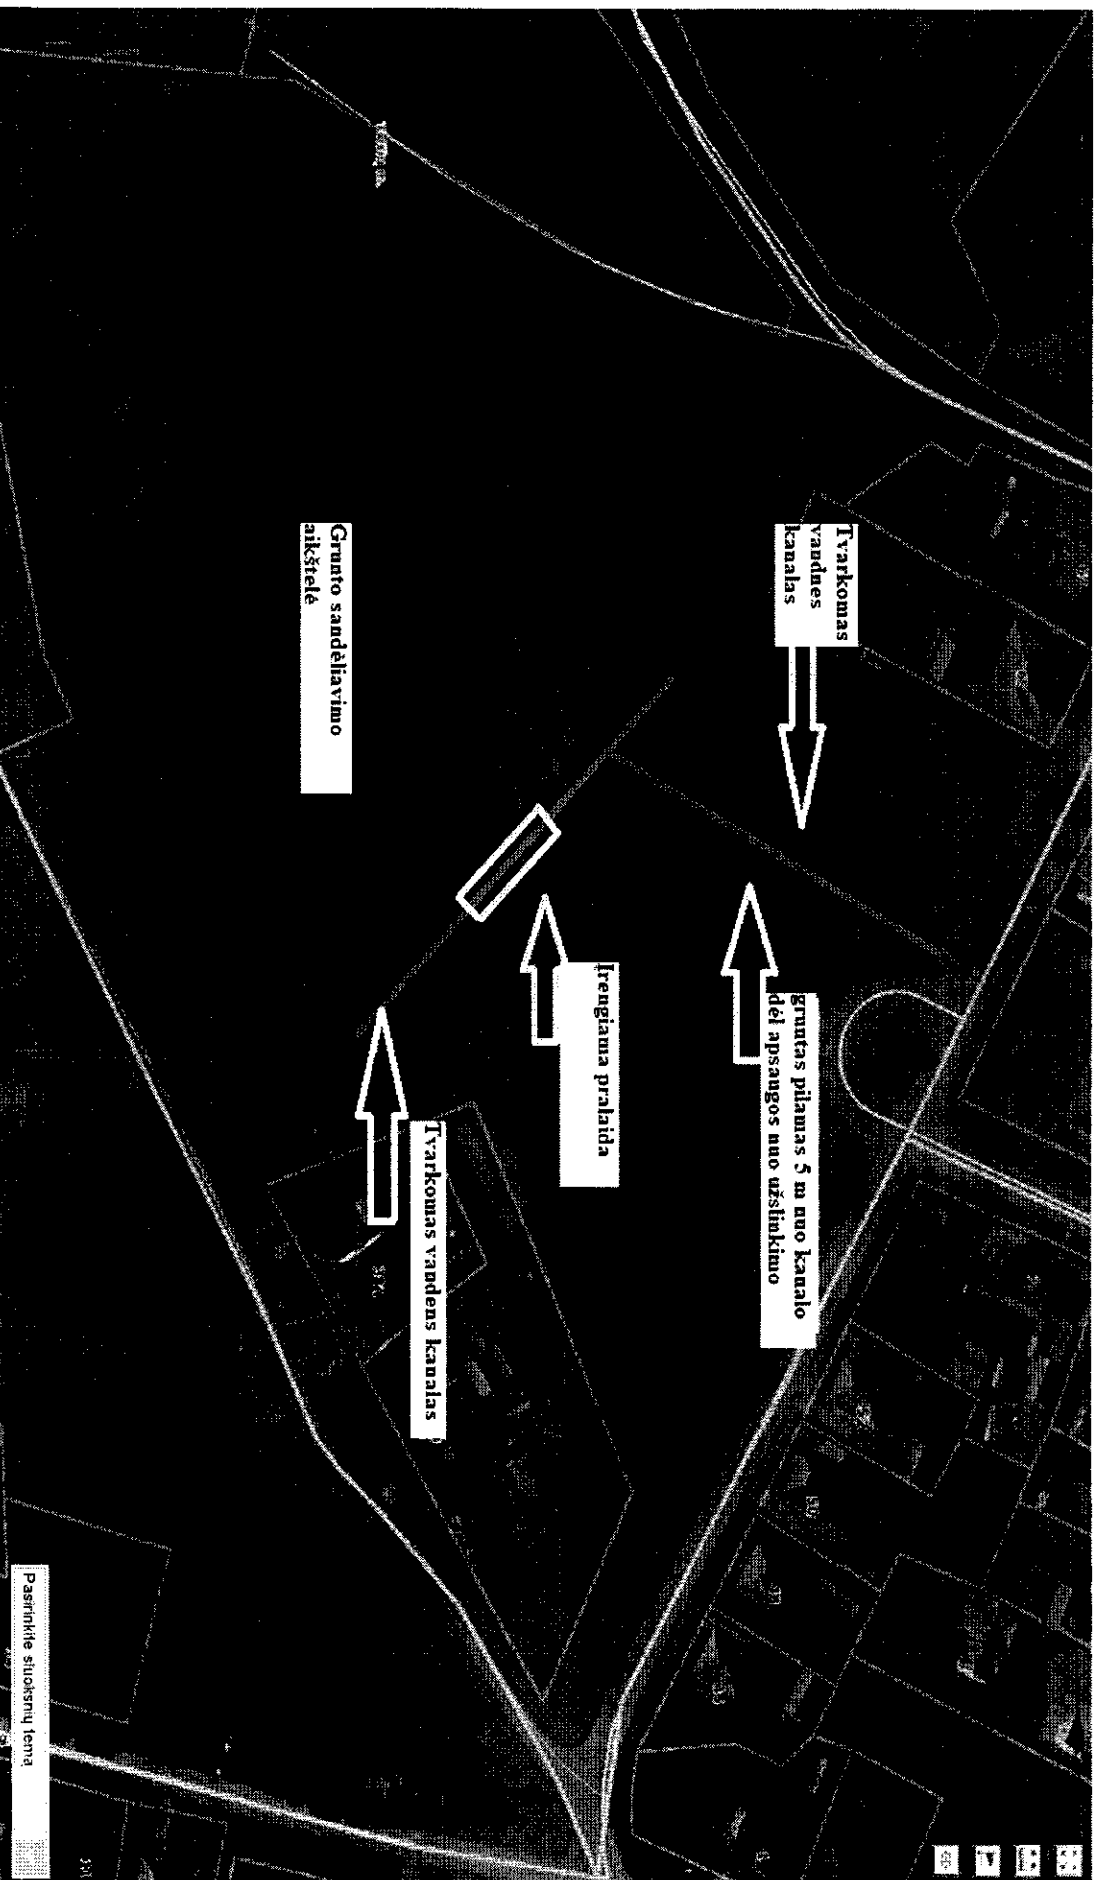 Tvarkomas
vandnes
kanalas
gruntas pilamas 5 m nuo kanalo
dėl apsaugos nuo užslinkimo
Įrengiama pralaida
Tvarkomas vandens kanalas
Grunto sandėliavimo
aikštelė
Pasirinkite sluoksnių temą